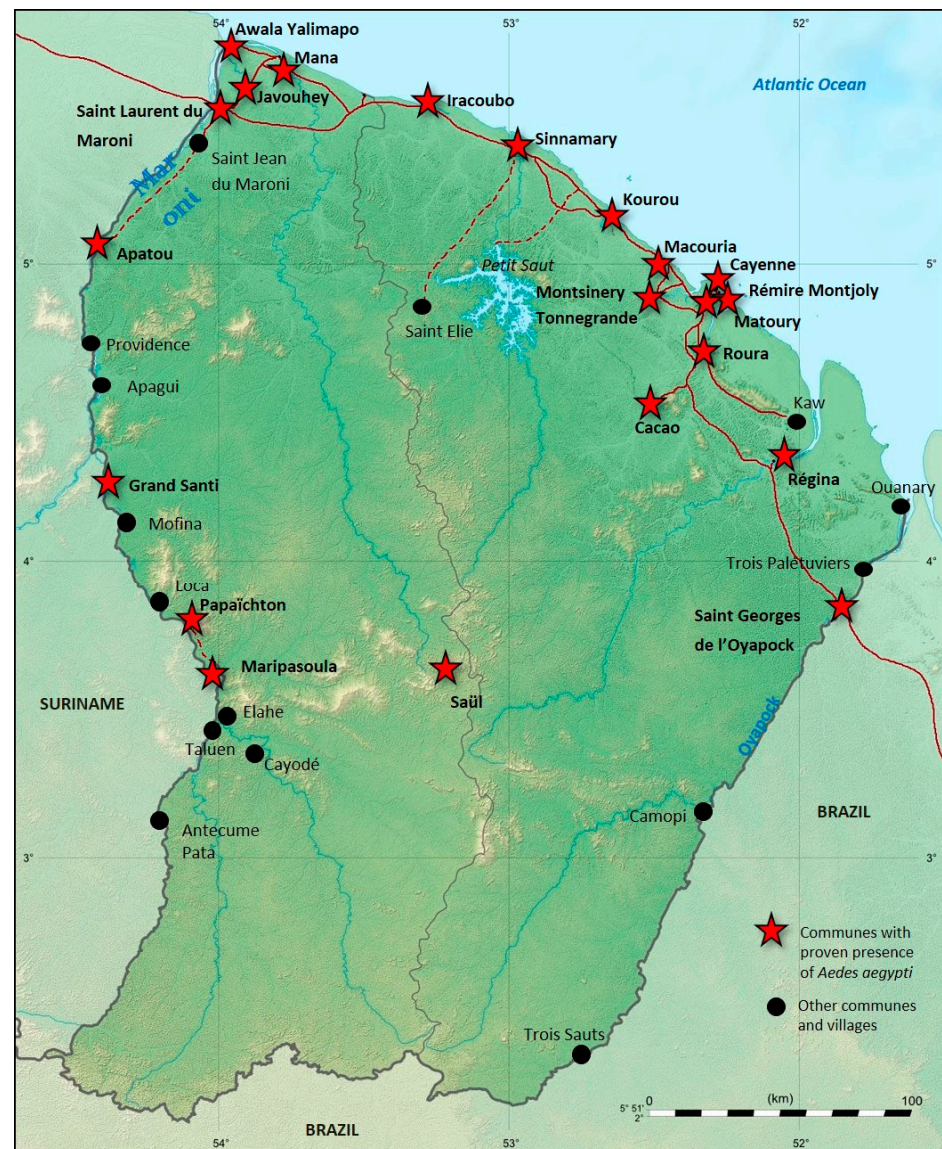 54°
53°
52°
Awala Yalimapo
Mana
Javouhey
Saint Laurent du
Maroni
Iracoubo
Atlantic Ocean
Sinnamary
Saint Jean
du Maroni
Mar
oni
Kourou
Apatou
5°
Macouria
Petit Saut
Cayenne
Montsinery
Tonnegrande
Rémire Montjoly
Matoury
Saint Elie
Providence
Roura
Apagui
Kaw
Cacao
Régina
Grand Santi
Ouanary
Mofina
4°
Trois Palétuviers
Loca
Papaïchton
Saint Georges
de l'Oyapock
Maripasoula
SURINAME
Saül
Elahe
Taluen
Cayodé
Oyapock
Camopi
BRAZIL
Antecume
Pata
3°
3°
Communes with
proven presence
of Aedes aegypti
Other communes
and villages
Trois Sauts
0
(km)
100
5° 51'
2°
BRAZIL
54°
53°
52°